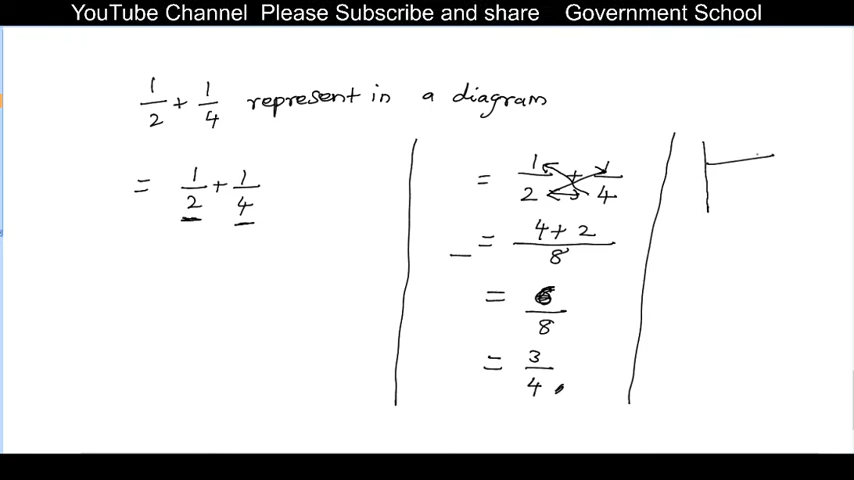 YouTube Channel Please Subscribe and share Government School
1/2 + 1/4 represent in a diagram
= 1/2 + 1/4
= 1/2 + 1/4
= 4+2/8
= 6/8
= 3/4.